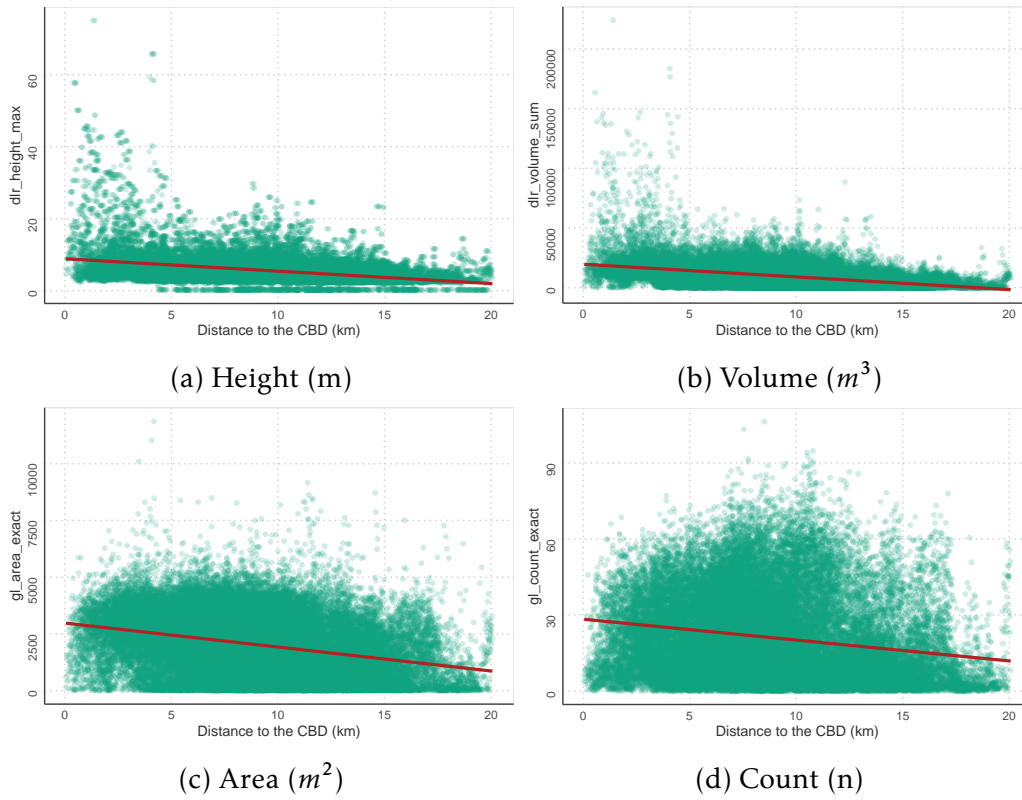 dlr_height_max
60
40
20
0
0 5 10 15 20
Distance to the CBD (km)
(a) Height (m)
dlr_volume_sum
200000
150000
100000
50000
0
0 5 10 15 20
Distance to the CBD (km)
(b) Volume (m³)
gl_area_exact
10000
7500
5000
2500
0
0 5 10 15 20
Distance to the CBD (km)
(c) Area (m²)
gl_count_exact
90
60
30
0
0 5 10 15 20
Distance to the CBD (km)
(d) Count (n)